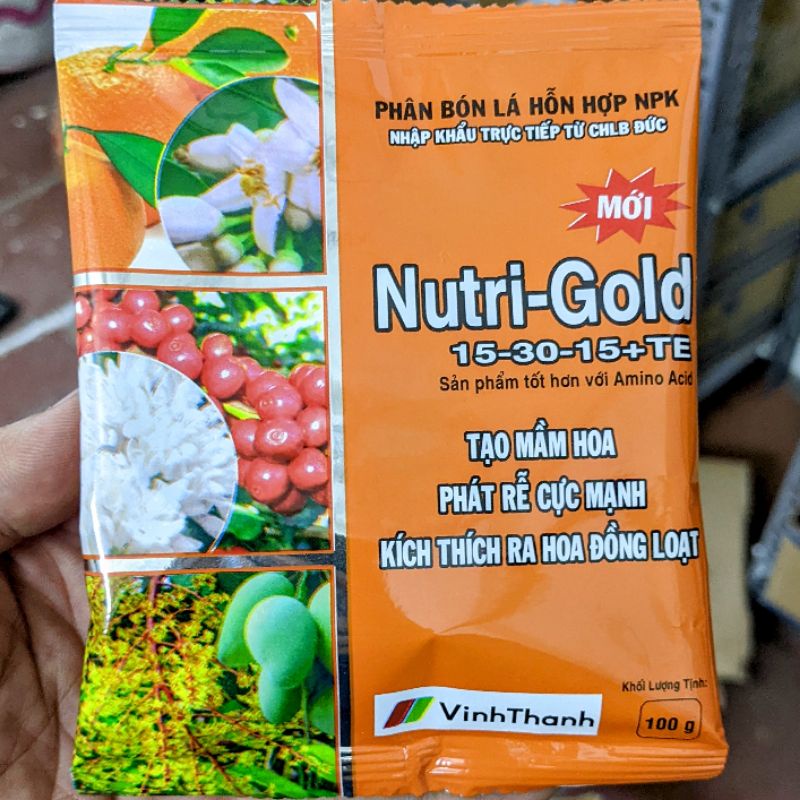 PHÂN BÓN LÁ HỖN HỢP NPK
NHẬP KHẨU TRỰC TIẾP TỪ CHLB ĐỨC
MỚI
Nutri-Gold
15-30-15+TE
Sản phẩm tốt hơn với Amino Acid
TẠO MẦM HOA
PHÁT RỄ CỰC MẠNH
KÍCH THÍCH RA HOA ĐỒNG LOẠT
VinhThanh
Khối Lượng Tịnh:
100 g